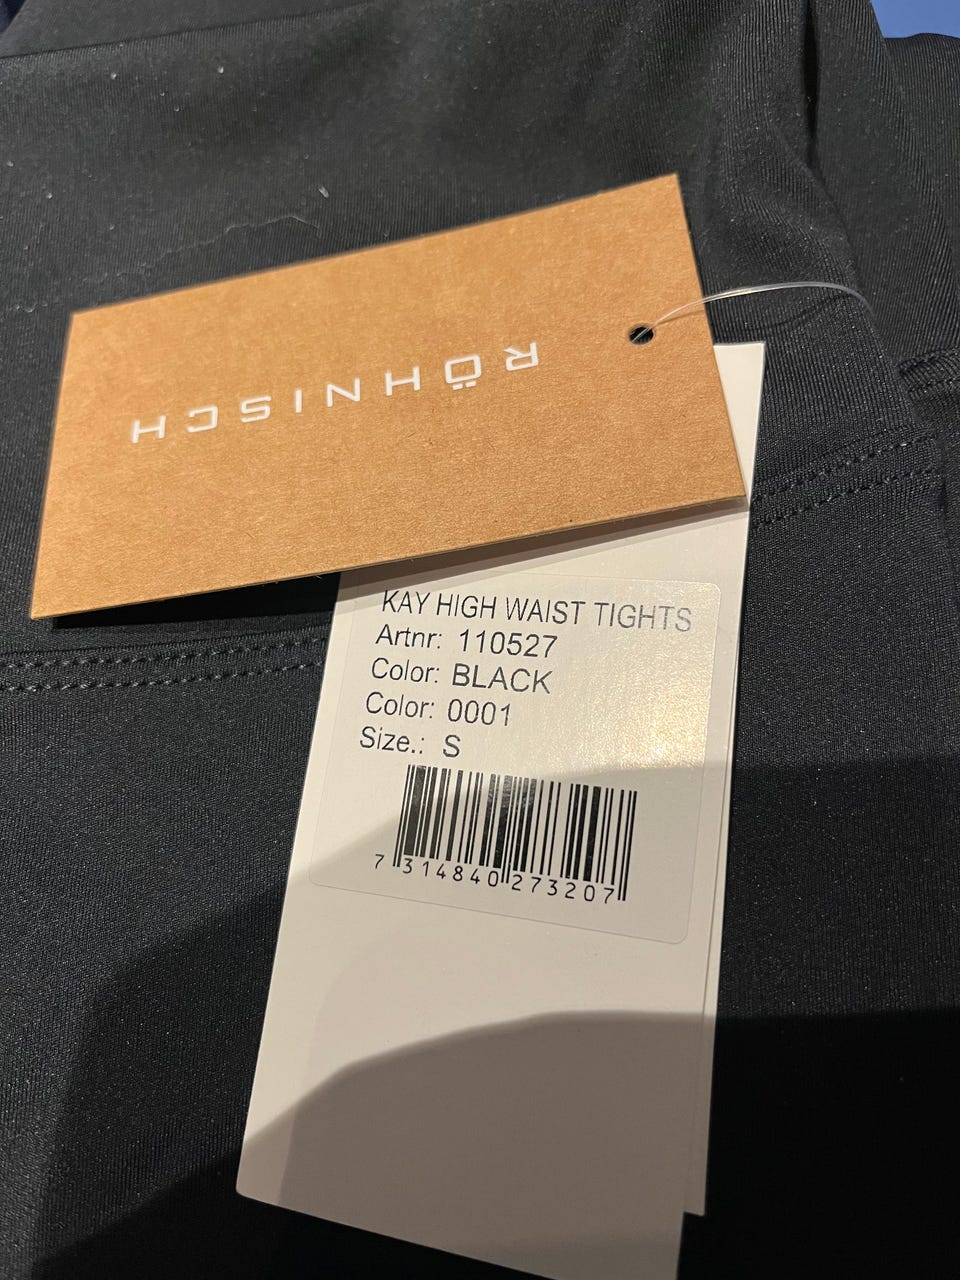 RÖHNISCH
KAY HIGH WAIST TIGHTS
Artnr: 110527
Color: BLACK
Color: 0001
Size.: S
7 314840 273207